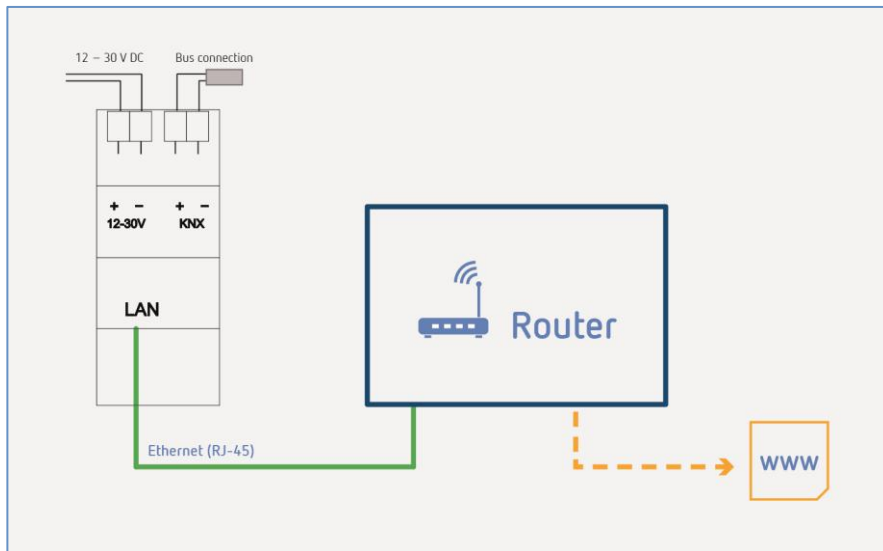 12 – 30 V DC
Bus connection
+ – + –
12-30V KNX
LAN
Router
Ethernet (RJ-45)
WWW